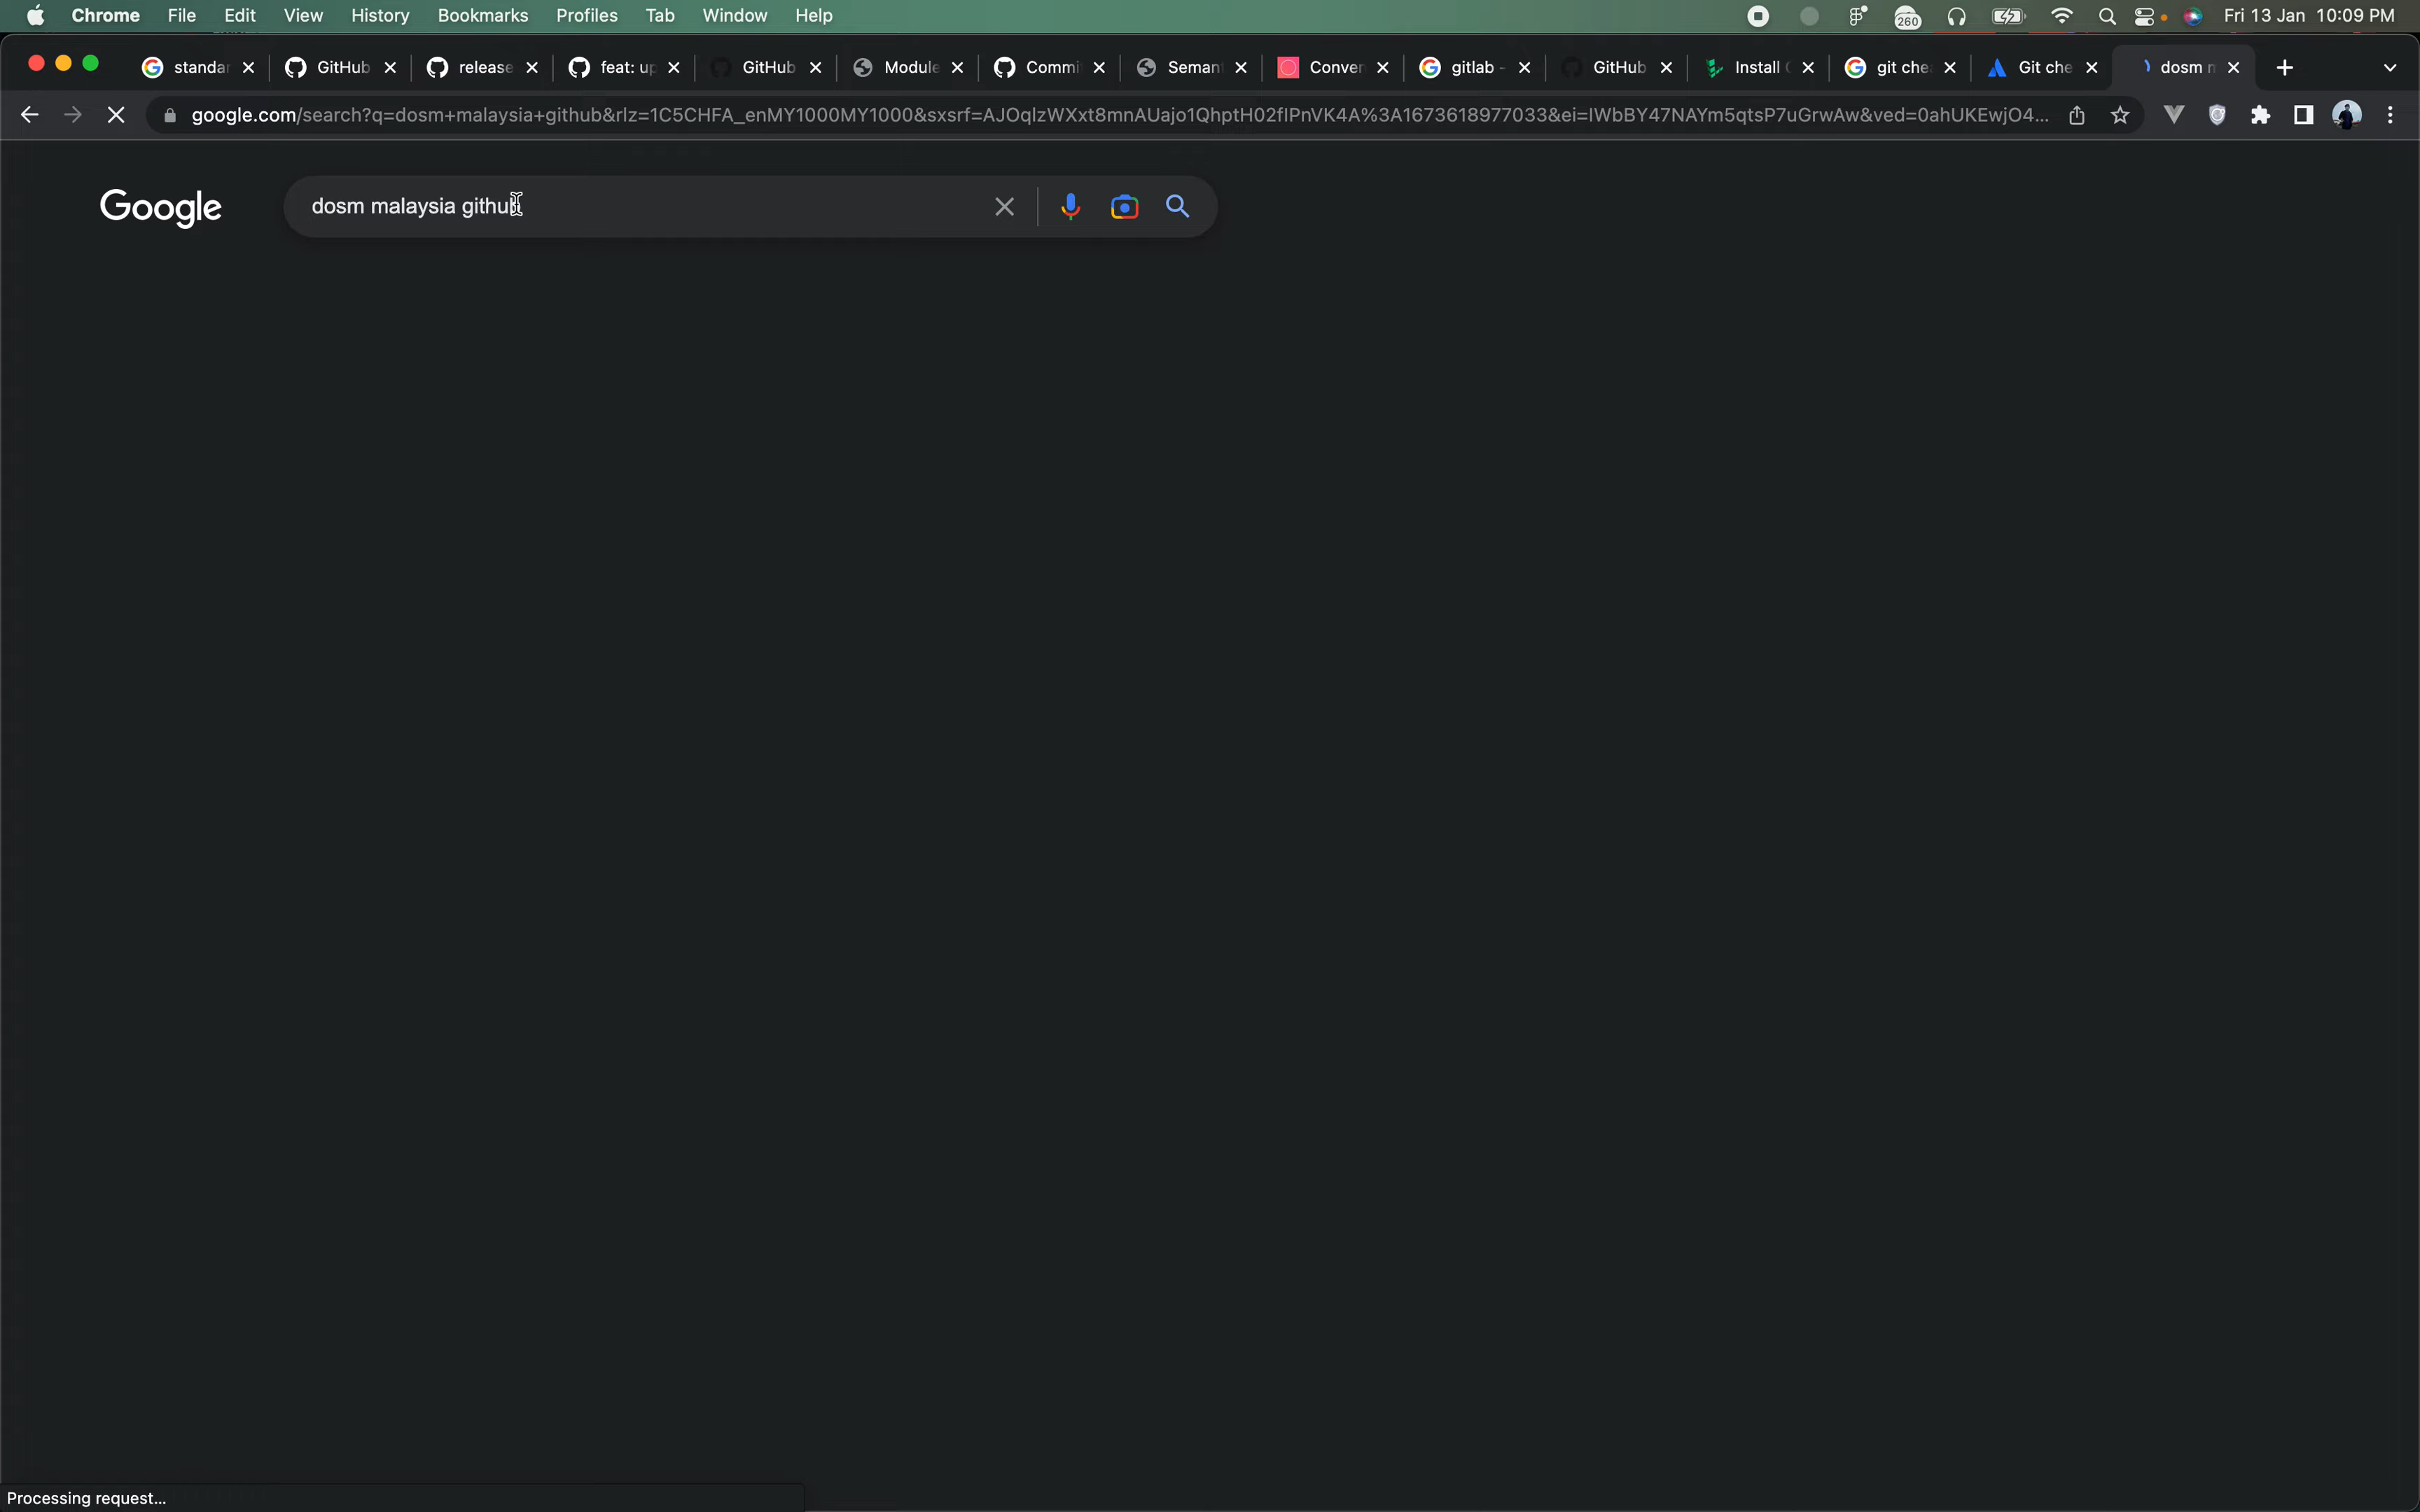 Chrome File Edit View History Bookmarks Profiles Tab Window Help 260 Fri 13 Jan 10:09 PM
standar GitHub release feat: up GitHub Module Commi Seman Conver gitlab - GitHub Install git che Git che dosm
google.com/search?q=dosm+malaysia+github&rlz=1C5CHFA_enMY1000MY1000&sxsrf=AJOqlzWXxt8mnAUajo1QhptH02fIPnVK4A%3A1673618977033&ei=IWbBY47NAYm5qtsP7uGrwAw&ved=0ahUKEwjO4...
Google dosm malaysia github
Processing request...